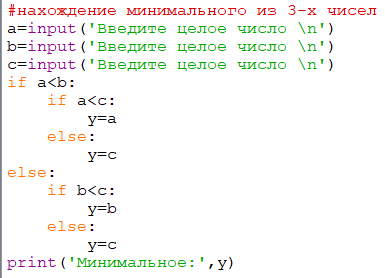 #нахождение минимального из 3-х чисел
a=input('Введите целое число \n')
b=input('Введите целое число \n')
c=input('Введите целое число \n')
if a<b:
    if a<c:
        y=a
    else:
        y=c
else:
    if b<c:
        y=b
    else:
        y=c
print('Минимальное:',y)